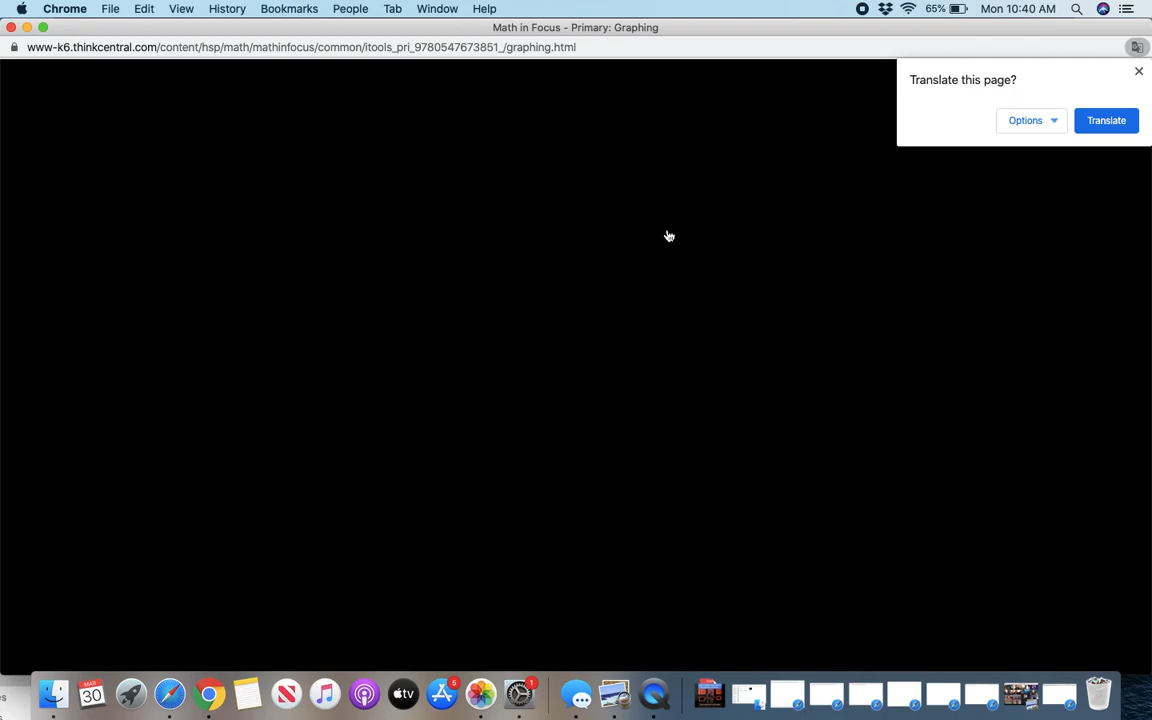 Chrome File Edit View History Bookmarks People Tab Window Help 65% Mon 10:40 AM
Math in Focus - Primary: Graphing
www-k6.thinkcentral.com/content/hsp/math/mathinfocus/common/itools_pri_9780547673851_/graphing.html
Translate this page?
Options Translate
MAR
30
tv
5
1
es